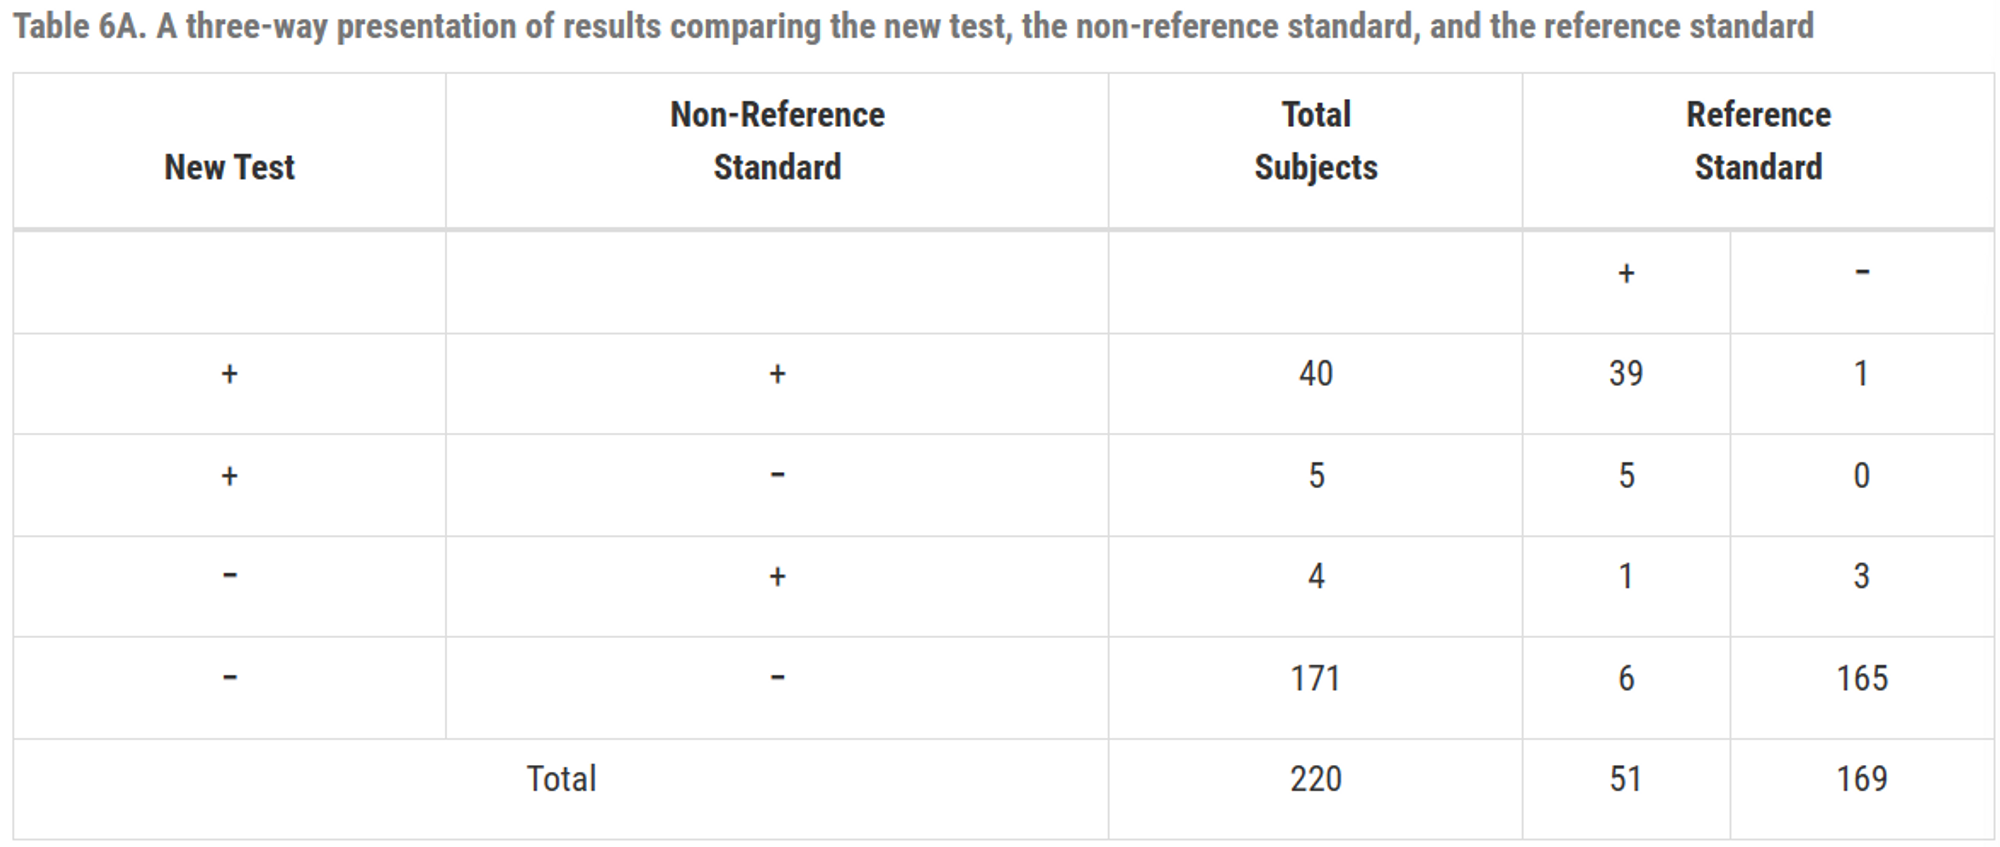 Table 6A. A three-way presentation of results comparing the new test, the non-reference standard, and the reference standard
New Test Non-Reference Standard Total Subjects Reference Standard
+ −
+ + 40 39 1
+ − 5 5 0
− + 4 1 3
− − 171 6 165
Total 220 51 169